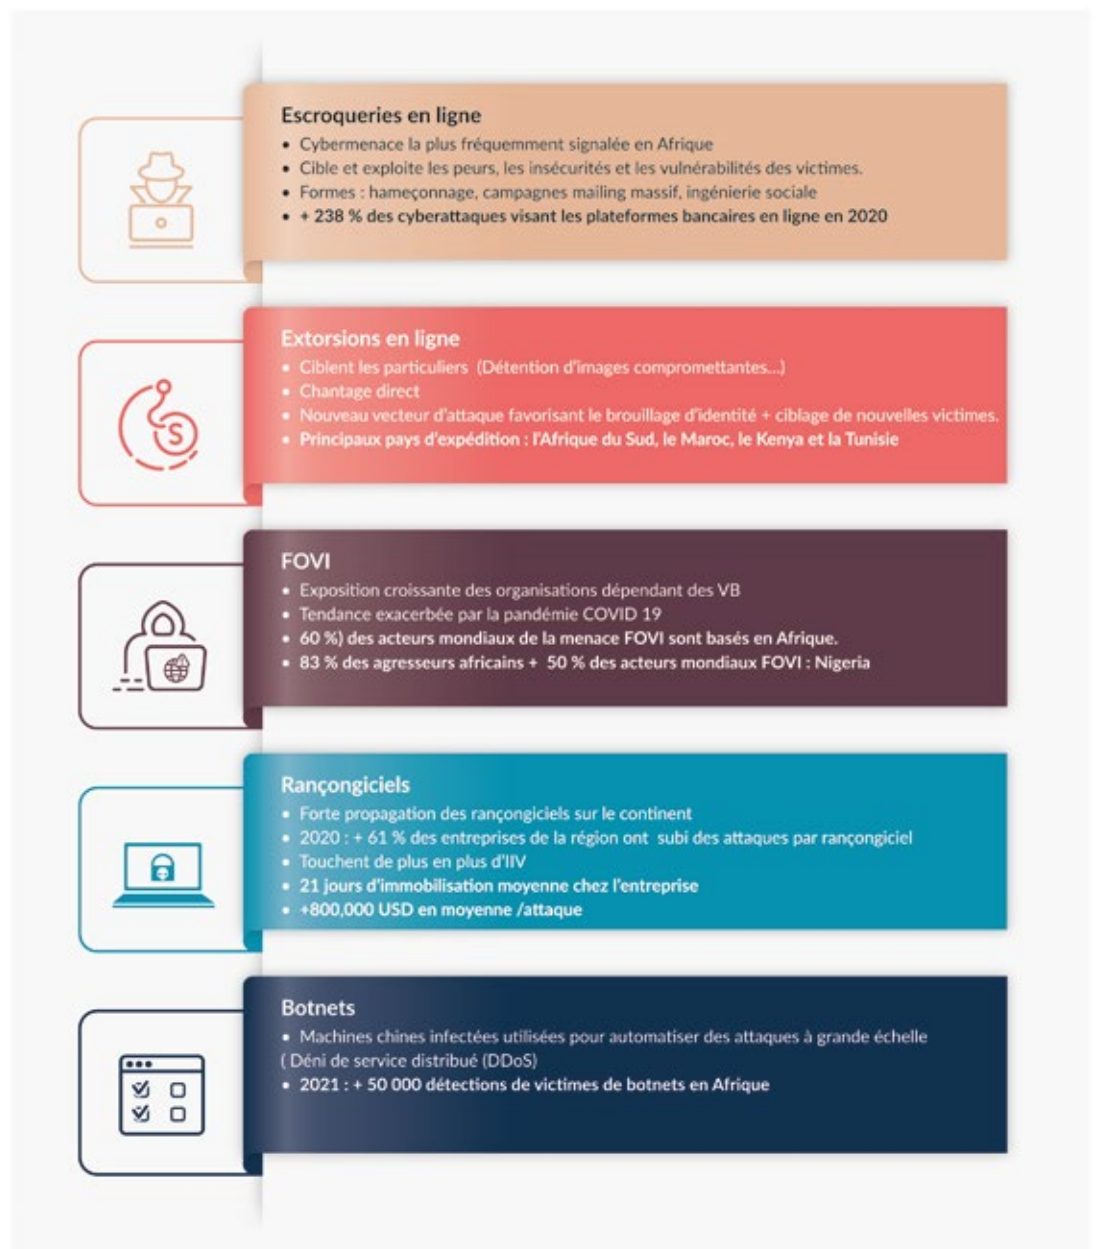 Escroqueries en ligne
• Cybermenace la plus fréquemment signalée en Afrique
• Cible et exploite les peurs, les insécurités et les vulnérabilités des victimes.
• Formes : hameçonnage, campagnes mailing massif, ingénierie sociale
• + 238 % des cyberattaques visant les plateformes bancaires en ligne en 2020
Extorsions en ligne
• Ciblent les particuliers (Détention d'images compromettantes...)
• Chantage direct
• Nouveau vecteur d'attaque favorisant le brouillage d'identité + ciblage de nouvelles victimes.
• Principaux pays d'expédition : l'Afrique du Sud, le Maroc, le Kenya et la Tunisie
S
FOVI
• Exposition croissante des organisations dépendant des VB
• Tendance exacerbée par la pandémie COVID 19
• 60 %) des acteurs mondiaux de la menace FOVI sont basés en Afrique.
• 83 % des agresseurs africains + 50 % des acteurs mondiaux FOVI : Nigeria
Rançongiciels
• Forte propagation des rançongiciels sur le continent
• 2020 : + 61 % des entreprises de la région ont subi des attaques par rançongiciel
• Touchent de plus en plus d'IIV
• 21 jours d'immobilisation moyenne chez l'entreprise
• +800,000 USD en moyenne /attaque
Botnets
• Machines chines infectées utilisées pour automatiser des attaques à grande échelle
( Déni de service distribué (DDoS)
• 2021 : + 50 000 détections de victimes de botnets en Afrique